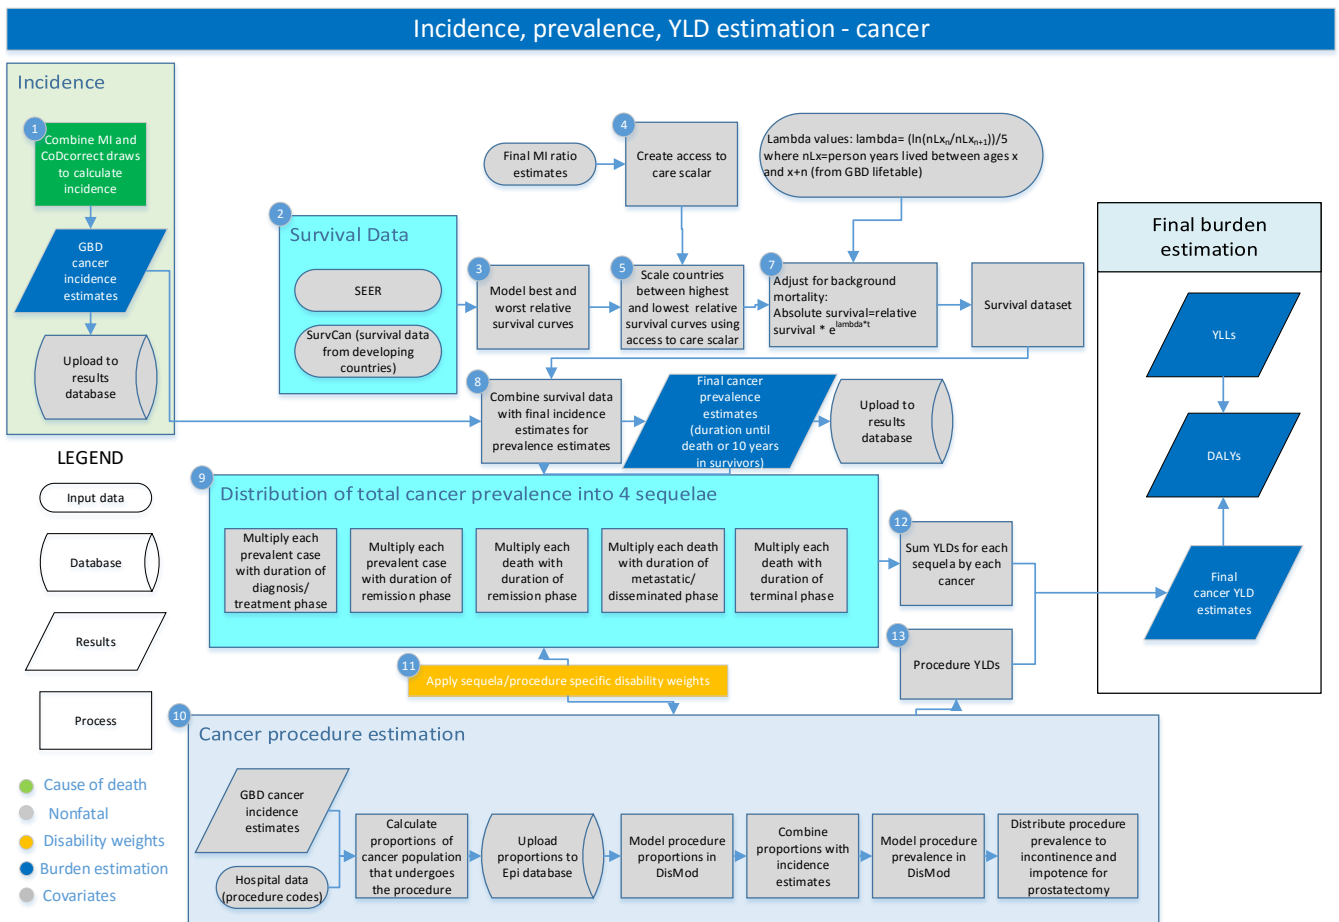 Incidence, prevalence, YLD estimation - cancer
Incidence
1
Combine MI and
CoDcorrect draws
to calculate
incidence
GBD
cancer
incidence
estimates
Upload to
results
database
2
Survival Data
SEER
SurvCan (survival data
from developing
countries)
3
Model best and
worst relative
survival curves
Final MI ratio
estimates
4
Create access to
care scalar
5
Scale countries
between highest
and lowest relative
survival curves using
access to care scalar
Lambda values: lambda= (ln(nLxn/nLxn+1))/5
where nLx=person years lived between ages x
and x+n (from GBD lifetable)
7
Adjust for background
mortality:
Absolute survival=relative
survival * e^lambda*t
Survival dataset
8
Combine survival data
with final incidence
estimates for
prevalence estimates
Final cancer
prevalence
estimates
(duration until
death or 10 years
in survivors)
Upload to
results
database
9
Distribution of total cancer prevalence into 4 sequelae
Multiply each
prevalent case
with duration of
diagnosis/
treatment phase
Multiply each
prevalent case
with duration of
remission phase
Multiply each
death with
duration of
remission phase
Multiply each death
with duration of
metastatic/
disseminated phase
Multiply each
death with
duration of
terminal phase
11
Apply sequela/procedure specific disability weights
12
Sum YLDs for each
sequela by each
cancer
13
Procedure YLDs
Final burden
estimation
YLLs
DALYs
Final
cancer YLD
estimates
10
Cancer procedure estimation
GBD cancer
incidence
estimates
Hospital data
(procedure codes)
Calculate
proportions of
cancer population
that undergoes
the procedure
Upload
proportions to
Epi database
Model procedure
proportions in
DisMod
Combine
proportions with
incidence
estimates
Model procedure
prevalence in
DisMod
Distribute procedure
prevalence to
incontinence and
impotence for
prostatectomy
LEGEND
Input data
Database
Results
Process
Cause of death
Nonfatal
Disability weights
Burden estimation
Covariates